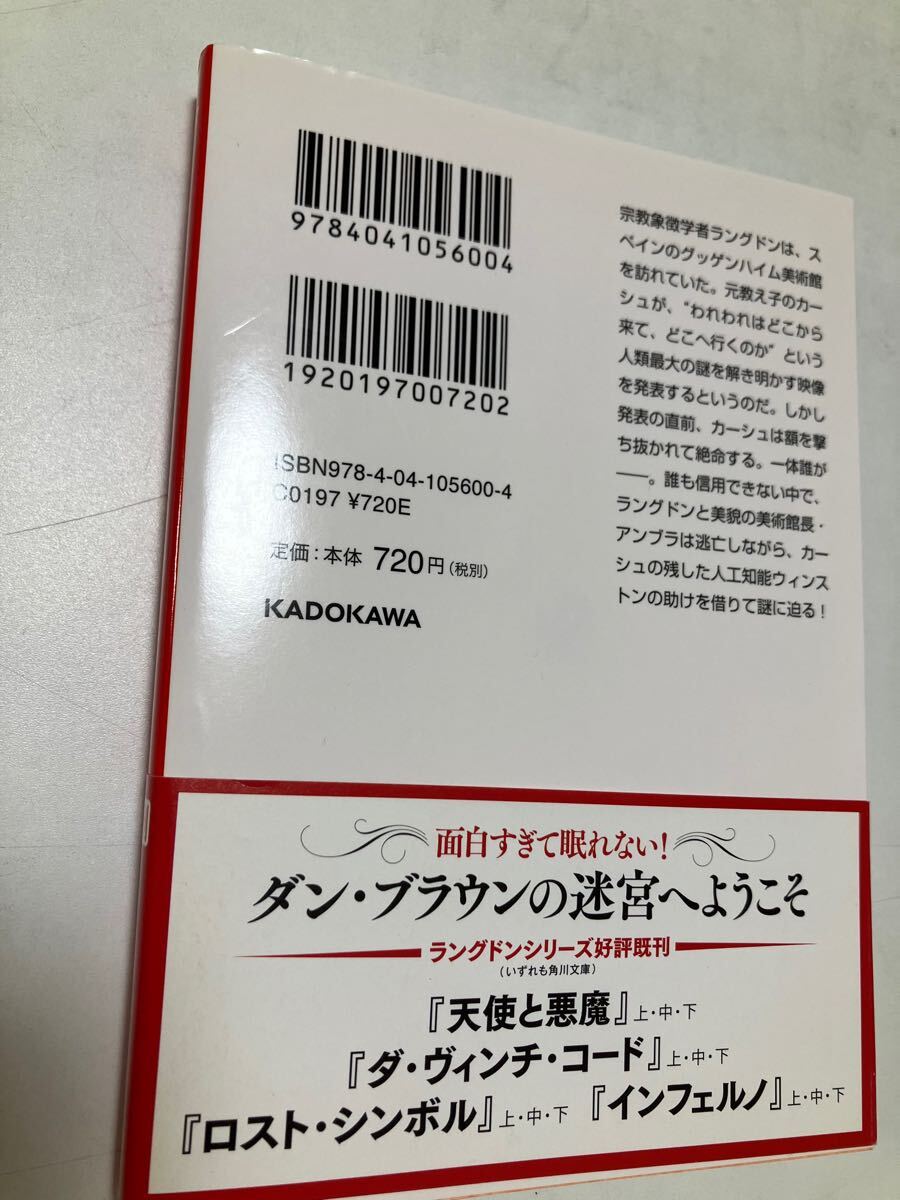 9784041056004
1920197007202
ISBN978-4-04-105600-4
C0197 ¥720E
定価：本体 720円（税別）
KADOKAWA
宗教象徴学者ラングドンは、ス
ペインのグッゲンハイム美術館
を訪れていた。元教え子のカー
シュが、“われわれはどこから
来て、どこへ行くのか”という
人類最大の謎を解き明かす映像
を発表するというのだ。しかし
発表の直前、カーシュは額を撃
ち抜かれて絶命する。一体誰が
――。誰も信用できない中で、
ラングドンと美貌の美術館長・
アンブラは逃亡しながら、カー
シュの残した人工知能ウィンス
トンの助けを借りて謎に迫る！
面白すぎて眠れない！
ダン・ブラウンの迷宮へようこそ
ラングドンシリーズ好評既刊
（いずれも角川文庫）
『天使と悪魔』上・中・下
『ダ・ヴィンチ・コード』上・中・下
『ロスト・シンボル』上・中・下 『インフェルノ』上・中・下